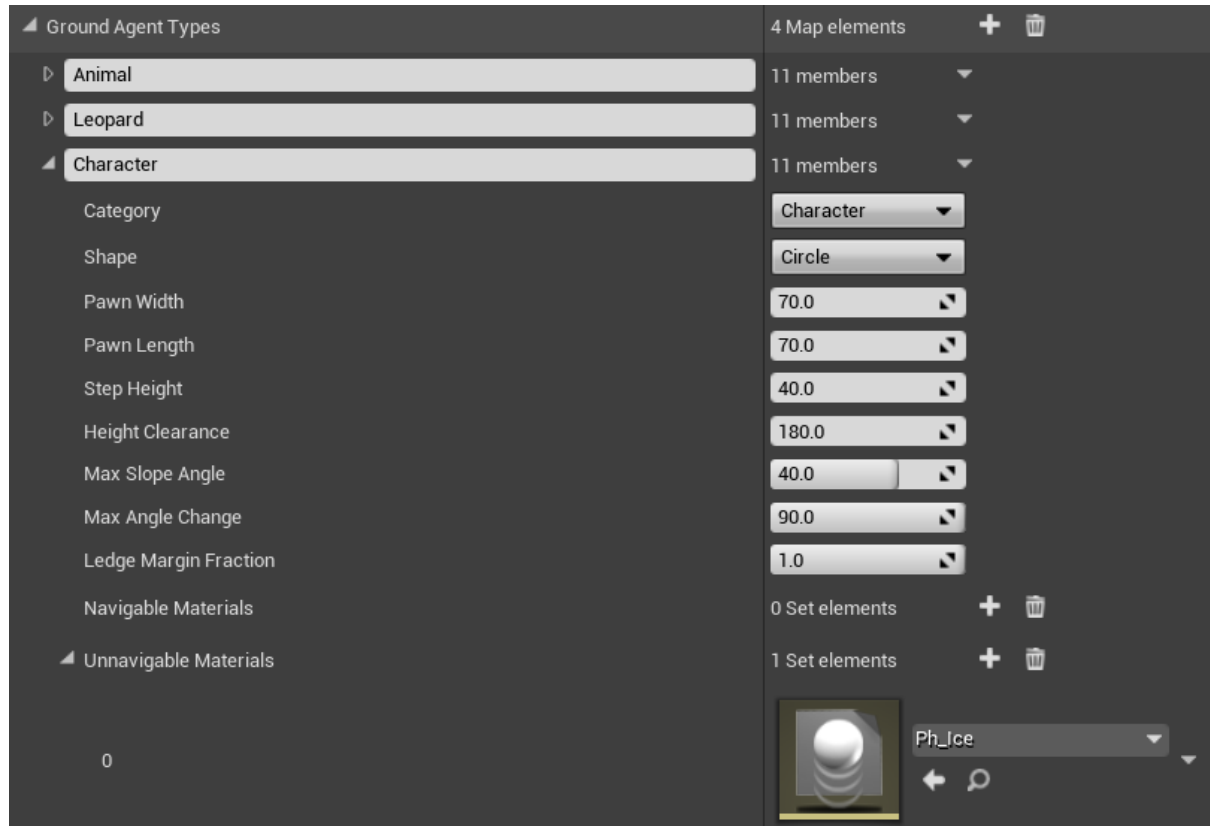 Ground Agent Types 4 Map elements
Animal 11 members
Leopard 11 members
Character 11 members
Category Character
Shape Circle
Pawn Width 70.0
Pawn Length 70.0
Step Height 40.0
Height Clearance 180.0
Max Slope Angle 40.0
Max Angle Change 90.0
Ledge Margin Fraction 1.0
Navigable Materials 0 Set elements
Unnavigable Materials 1 Set elements
0 Ph_Ice